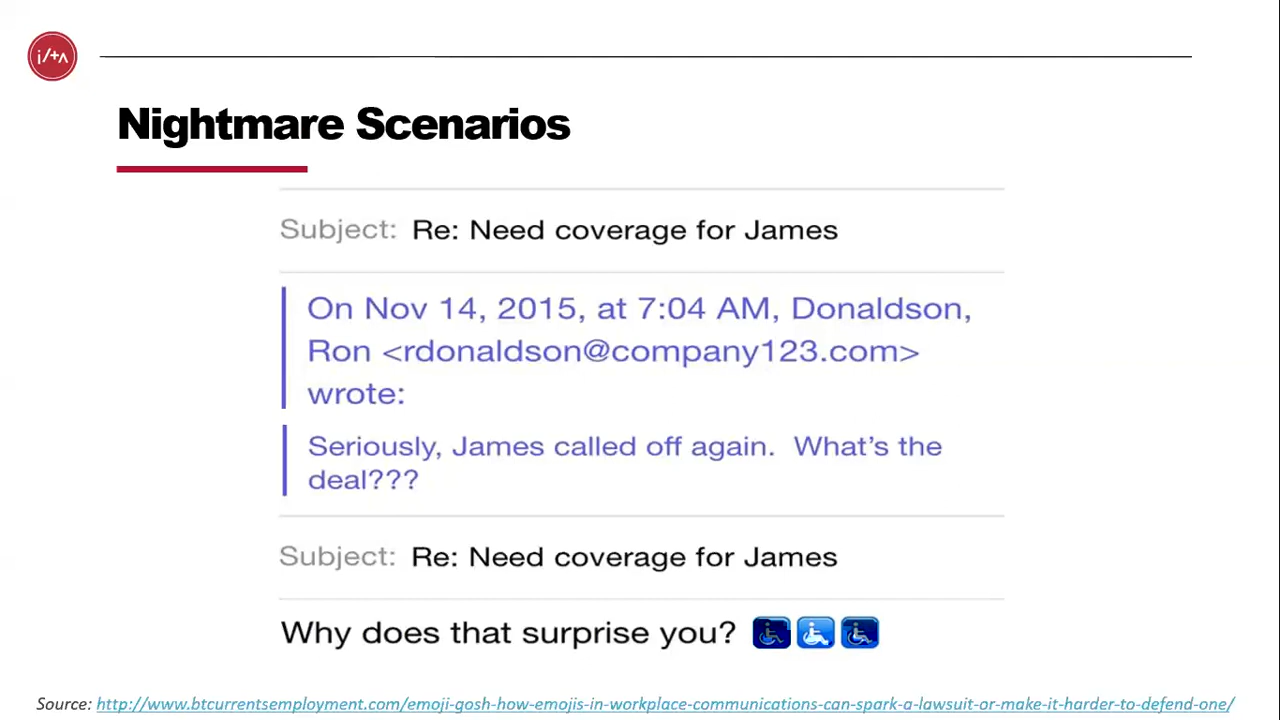 i/+ʌ
Nightmare Scenarios
Subject: Re: Need coverage for James
On Nov 14, 2015, at 7:04 AM, Donaldson,
Ron <rdonaldson@company123.com>
wrote:
Seriously, James called off again.  What’s the
deal???
Subject: Re: Need coverage for James
Why does that surprise you? ♿♿♿
Source: http://www.btcurrentsemployment.com/emoji-gosh-how-emojis-in-workplace-communications-can-spark-a-lawsuit-or-make-it-harder-to-defend-one/